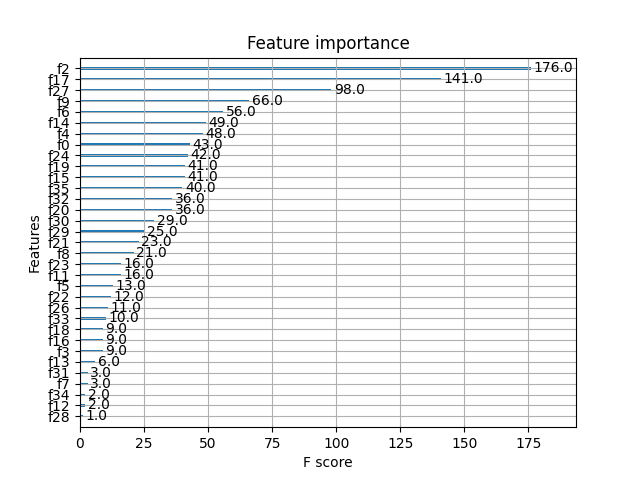 Feature importance
f2 176.0
f17 141.0
f27 98.0
f9 66.0
f6 56.0
f14 49.0
f4 48.0
f0 43.0
f24 42.0
f19 41.0
f15 41.0
f35 40.0
f32 36.0
f20 36.0
f30 29.0
f29 25.0
f21 23.0
f8 21.0
f23 16.0
f11 16.0
f5 13.0
f22 12.0
f26 11.0
f33 10.0
f18 9.0
f16 9.0
f3 9.0
f13 6.0
f31 3.0
f7 3.0
f34 2.0
f12 2.0
f28 1.0
Features
0 25 50 75 100 125 150 175
F score